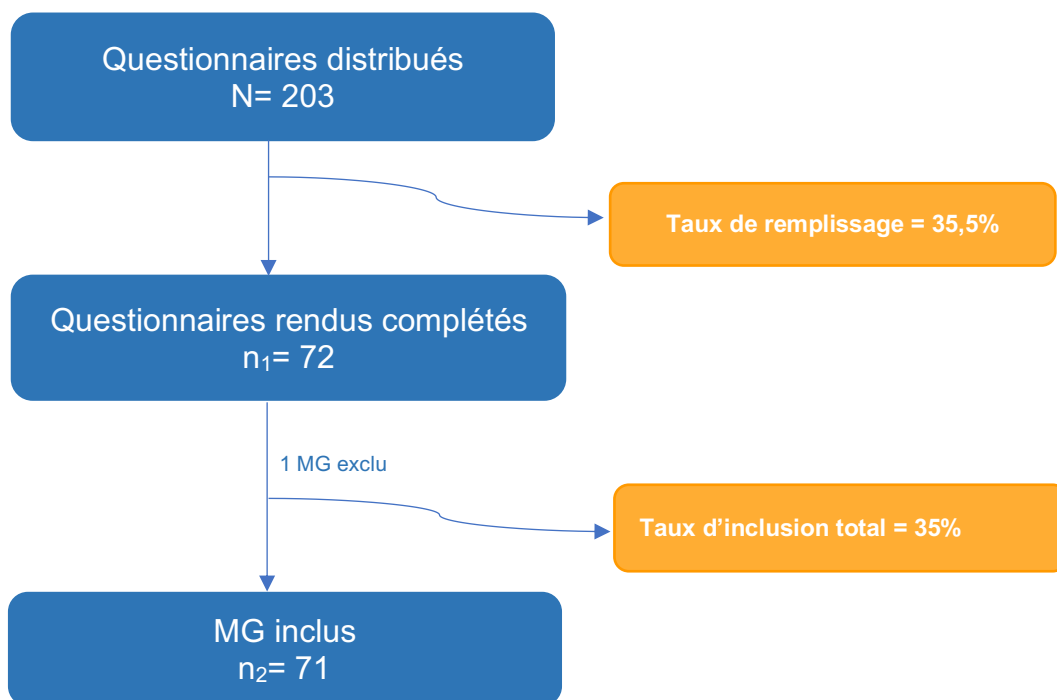 Questionnaires distribués
N= 203
Taux de remplissage = 35,5%
Questionnaires rendus complétés
n₁= 72
1 MG exclu
Taux d’inclusion total = 35%
MG inclus
n₂= 71